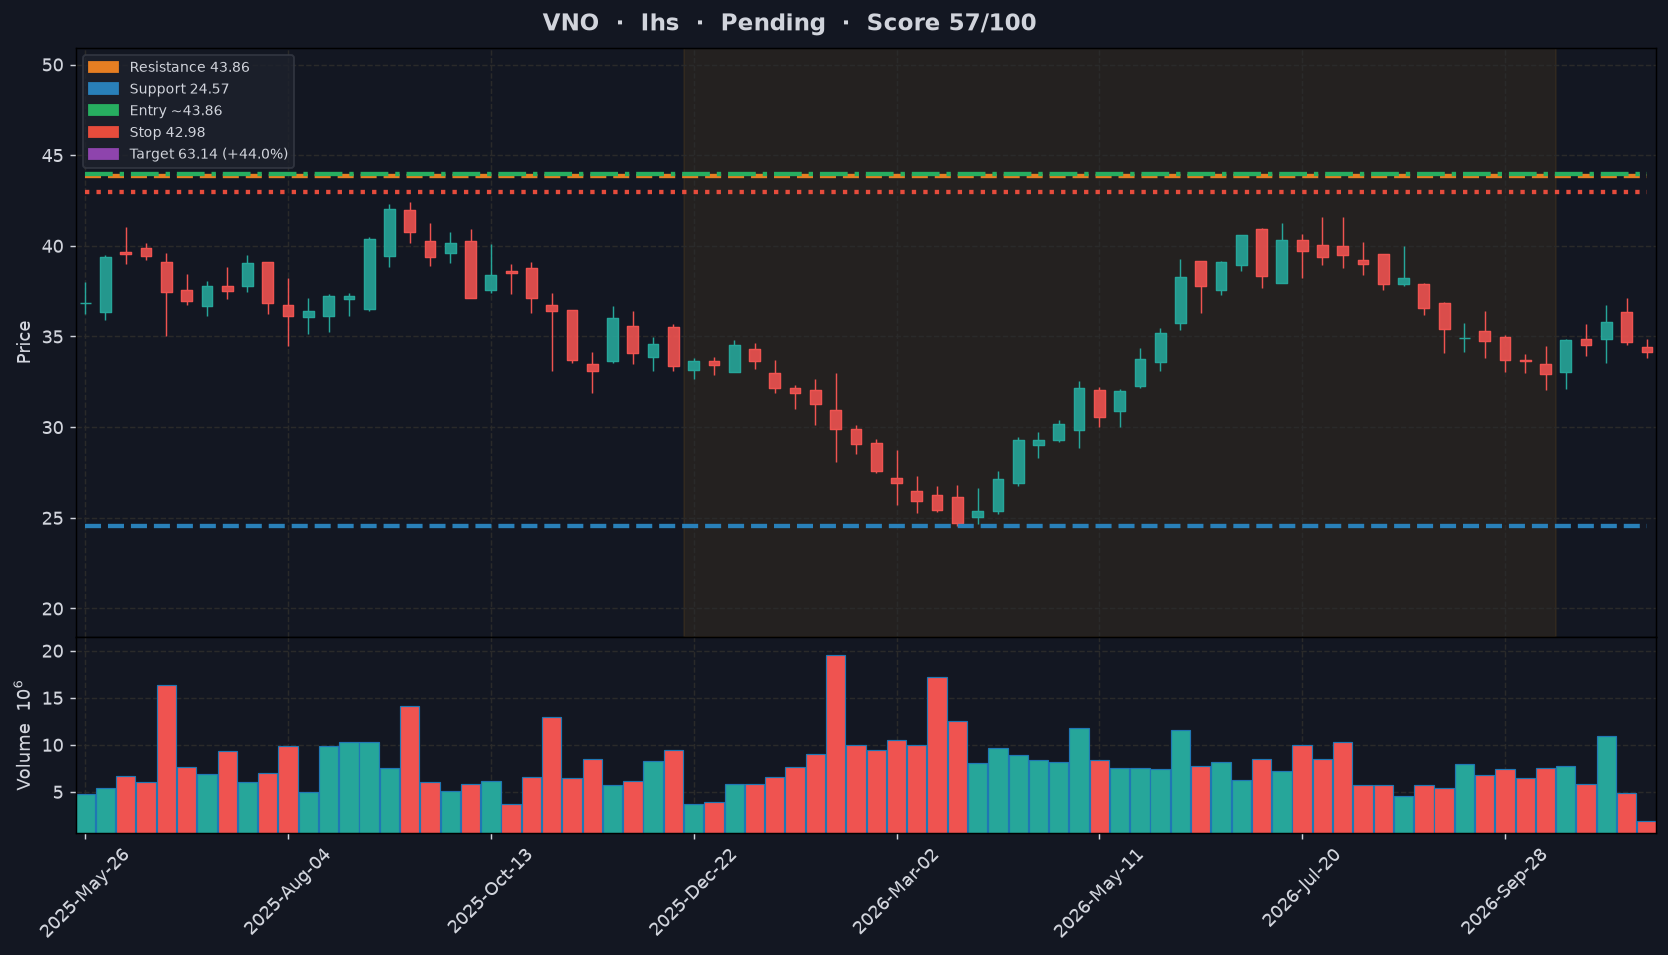 VNO · Ihs · Pending · Score 57/100
Resistance 43.86
Support 24.57
Entry ~43.86
Stop 42.98
Target 63.14 (+44.0%)
Price
50
45
40
35
30
25
20
Volume 10⁶
20
15
10
5
2025-May-26
2025-Aug-04
2025-Oct-13
2025-Dec-22
2026-Mar-02
2026-May-11
2026-Jul-20
2026-Sep-28